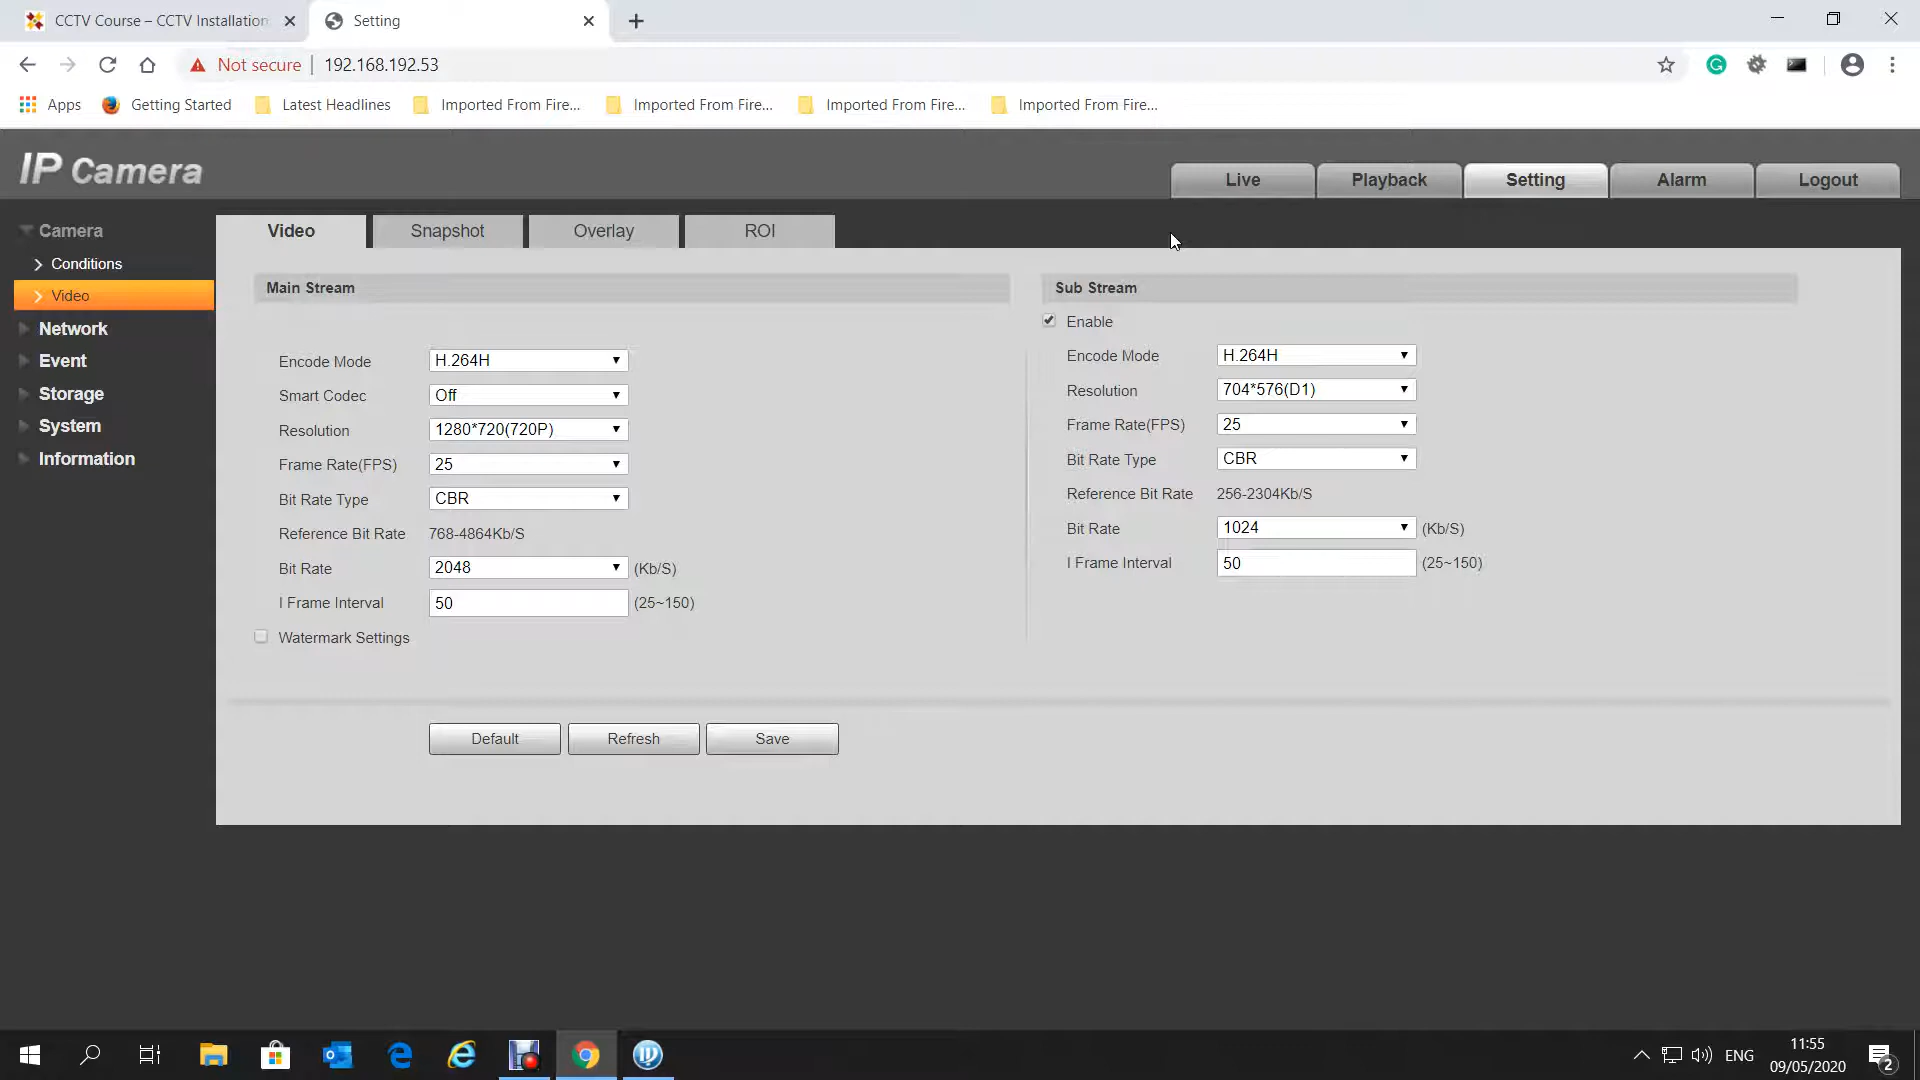 CCTV Course – CCTV Installation
Setting
Not secure
192.168.192.53
Apps
Getting Started
Latest Headlines
Imported From Fire...
Imported From Fire...
Imported From Fire...
Imported From Fire...
IP Camera
Live
Playback
Setting
Alarm
Logout
Camera
Conditions
Video
Network
Event
Storage
System
Information
Video
Snapshot
Overlay
ROI
Main Stream
Encode Mode H.264H
Smart Codec Off
Resolution 1280*720(720P)
Frame Rate(FPS) 25
Bit Rate Type CBR
Reference Bit Rate 768-4864Kb/S
Bit Rate 2048 (Kb/S)
I Frame Interval 50 (25~150)
Watermark Settings
Sub Stream
Enable
Encode Mode H.264H
Resolution 704*576(D1)
Frame Rate(FPS) 25
Bit Rate Type CBR
Reference Bit Rate 256-2304Kb/S
Bit Rate 1024 (Kb/S)
I Frame Interval 50 (25~150)
Default
Refresh
Save
ENG
11:55
09/05/2020
2